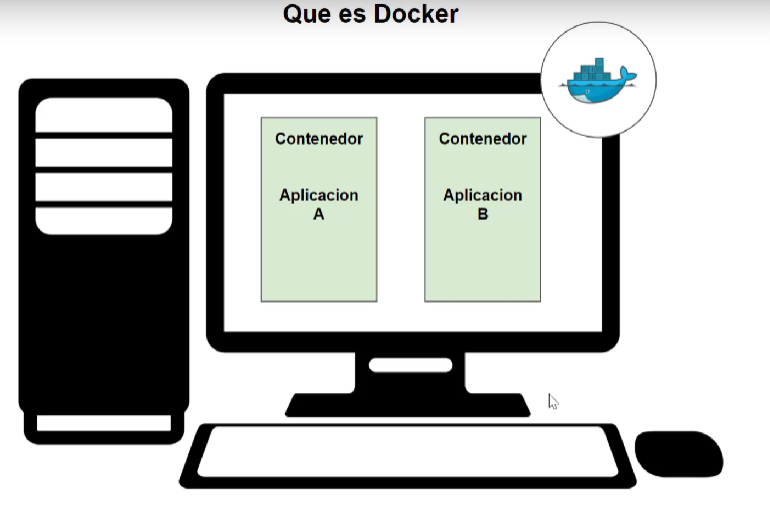 Que es Docker
Contenedor
Aplicacion
A
Contenedor
Aplicacion
B